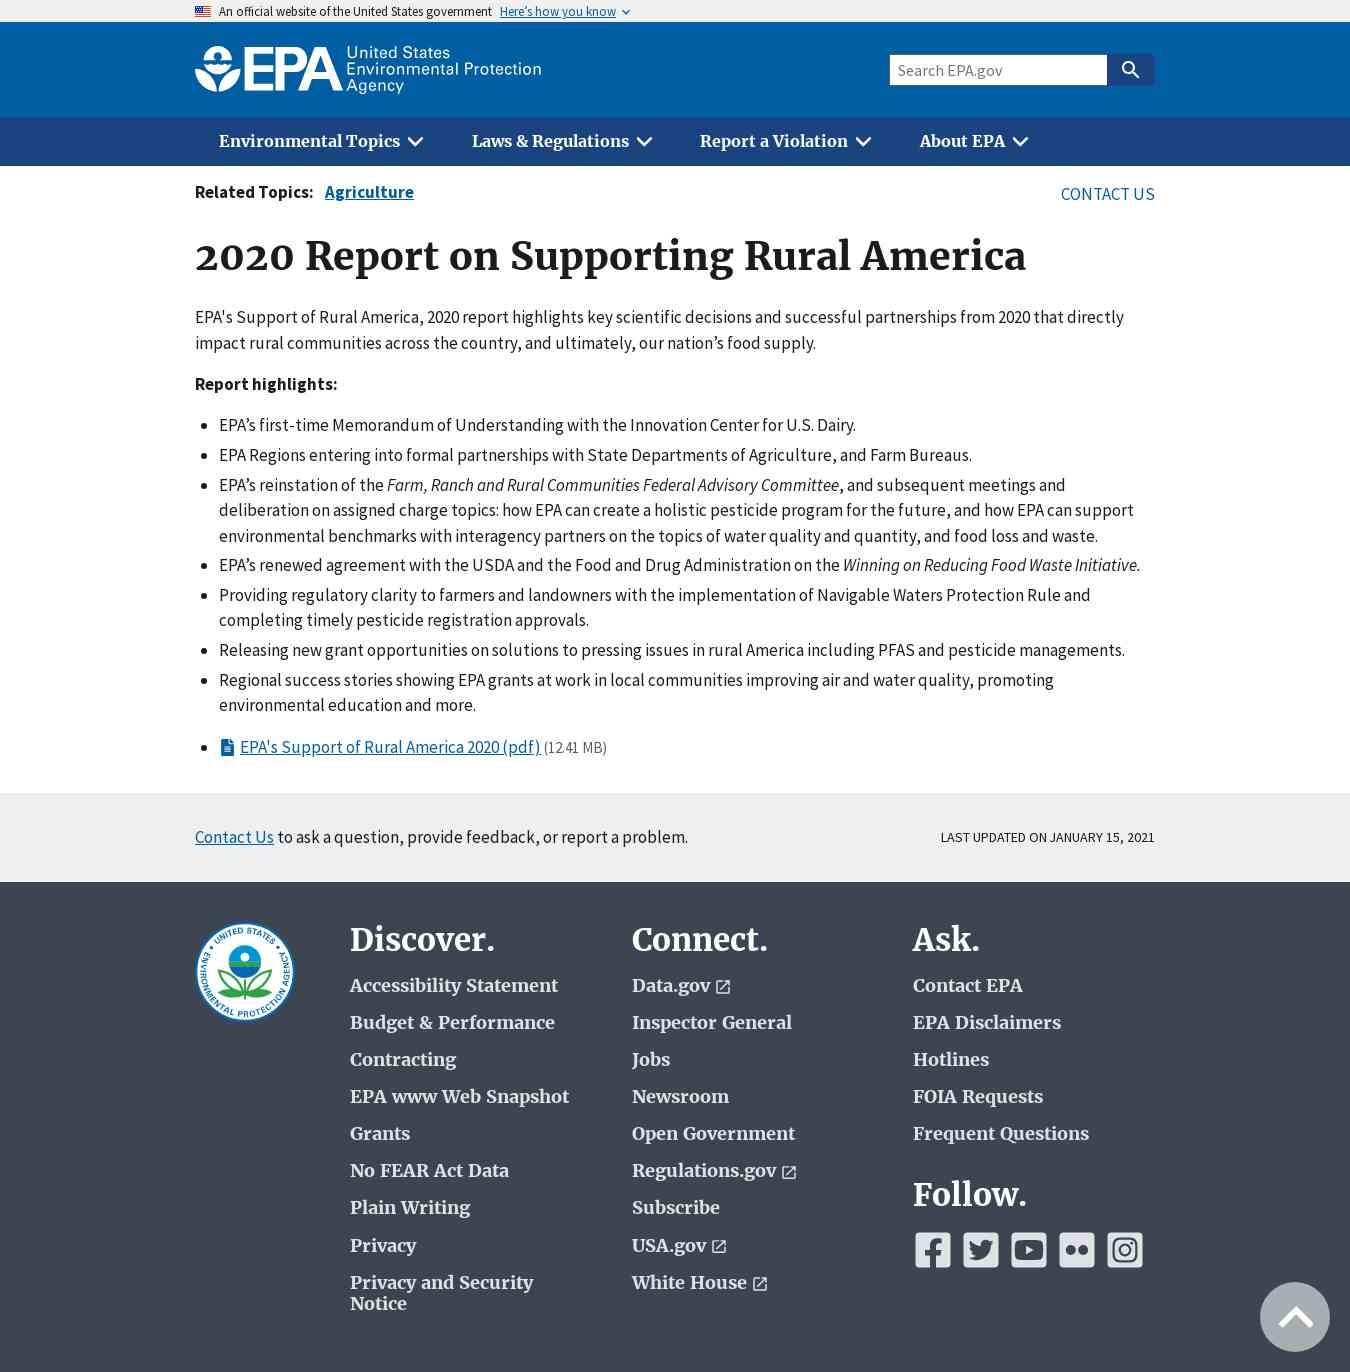 An official website of the United States government Here's how you know
EPA United States
Environmental Protection
Agency
Search EPA.gov
Environmental Topics Laws & Regulations Report a Violation About EPA
Related Topics: Agriculture
CONTACT US
2020 Report on Supporting Rural America
EPA's Support of Rural America, 2020 report highlights key scientific decisions and successful partnerships from 2020 that directly
impact rural communities across the country, and ultimately, our nation’s food supply.
Report highlights:
EPA’s first-time Memorandum of Understanding with the Innovation Center for U.S. Dairy.
EPA Regions entering into formal partnerships with State Departments of Agriculture, and Farm Bureaus.
EPA’s reinstation of the Farm, Ranch and Rural Communities Federal Advisory Committee, and subsequent meetings and
deliberation on assigned charge topics: how EPA can create a holistic pesticide program for the future, and how EPA can support
environmental benchmarks with interagency partners on the topics of water quality and quantity, and food loss and waste.
EPA’s renewed agreement with the USDA and the Food and Drug Administration on the Winning on Reducing Food Waste Initiative.
Providing regulatory clarity to farmers and landowners with the implementation of Navigable Waters Protection Rule and
completing timely pesticide registration approvals.
Releasing new grant opportunities on solutions to pressing issues in rural America including PFAS and pesticide managements.
Regional success stories showing EPA grants at work in local communities improving air and water quality, promoting
environmental education and more.
EPA's Support of Rural America 2020 (pdf) (12.41 MB)
Contact Us to ask a question, provide feedback, or report a problem.
LAST UPDATED ON JANUARY 15, 2021
UNITED STATES
ENVIRONMENTAL PROTECTION AGENCY
Discover.
Accessibility Statement
Budget & Performance
Contracting
EPA www Web Snapshot
Grants
No FEAR Act Data
Plain Writing
Privacy
Privacy and Security
Notice
Connect.
Data.gov
Inspector General
Jobs
Newsroom
Open Government
Regulations.gov
Subscribe
USA.gov
White House
Ask.
Contact EPA
EPA Disclaimers
Hotlines
FOIA Requests
Frequent Questions
Follow.